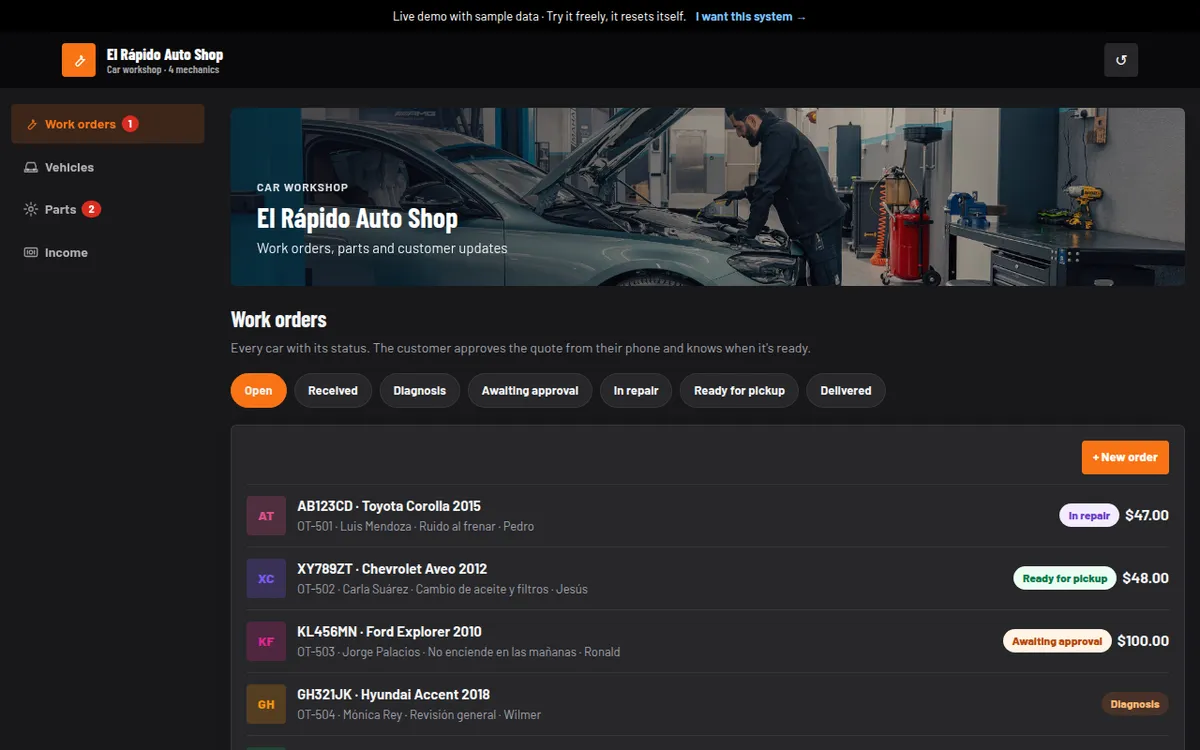 Live demo with sample data · Try it freely, it resets itself. I want this system →
El Rápido Auto Shop
Car workshop · 4 mechanics
Work orders 1
Vehicles
Parts 2
Income
CAR WORKSHOP
El Rápido Auto Shop
Work orders, parts and customer updates
Work orders
Every car with its status. The customer approves the quote from their phone and knows when it's ready.
Open Received Diagnosis Awaiting approval In repair Ready for pickup Delivered
+ New order
AT AB123CD · Toyota Corolla 2015
OT-501 · Luis Mendoza · Ruido al frenar · Pedro
In repair $47.00
XC XY789ZT · Chevrolet Aveo 2012
OT-502 · Carla Suárez · Cambio de aceite y filtros · Jesús
Ready for pickup $48.00
KF KL456MN · Ford Explorer 2010
OT-503 · Jorge Palacios · No enciende en las mañanas · Ronald
Awaiting approval $100.00
GH GH321JK · Hyundai Accent 2018
OT-504 · Mónica Rey · Revisión general · Wilmer
Diagnosis